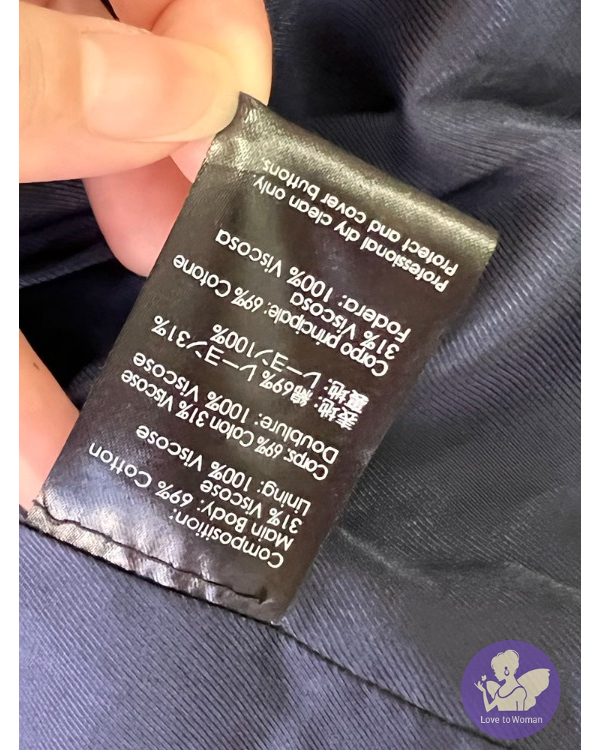 Composition:
Main Body: 69% Cotton
31% Viscose
Lining: 100% Viscose
Corps: 69% Coton 31% Viscose
Doublure: 100% Viscose
表地: 綿69% レーヨン31%
裏地: レーヨン100%
Corpo principale: 69% Cotone
31% Viscosa
Fodera: 100% Viscosa
Professional dry clean only.
Protect and cover buttons.
Love to Woman